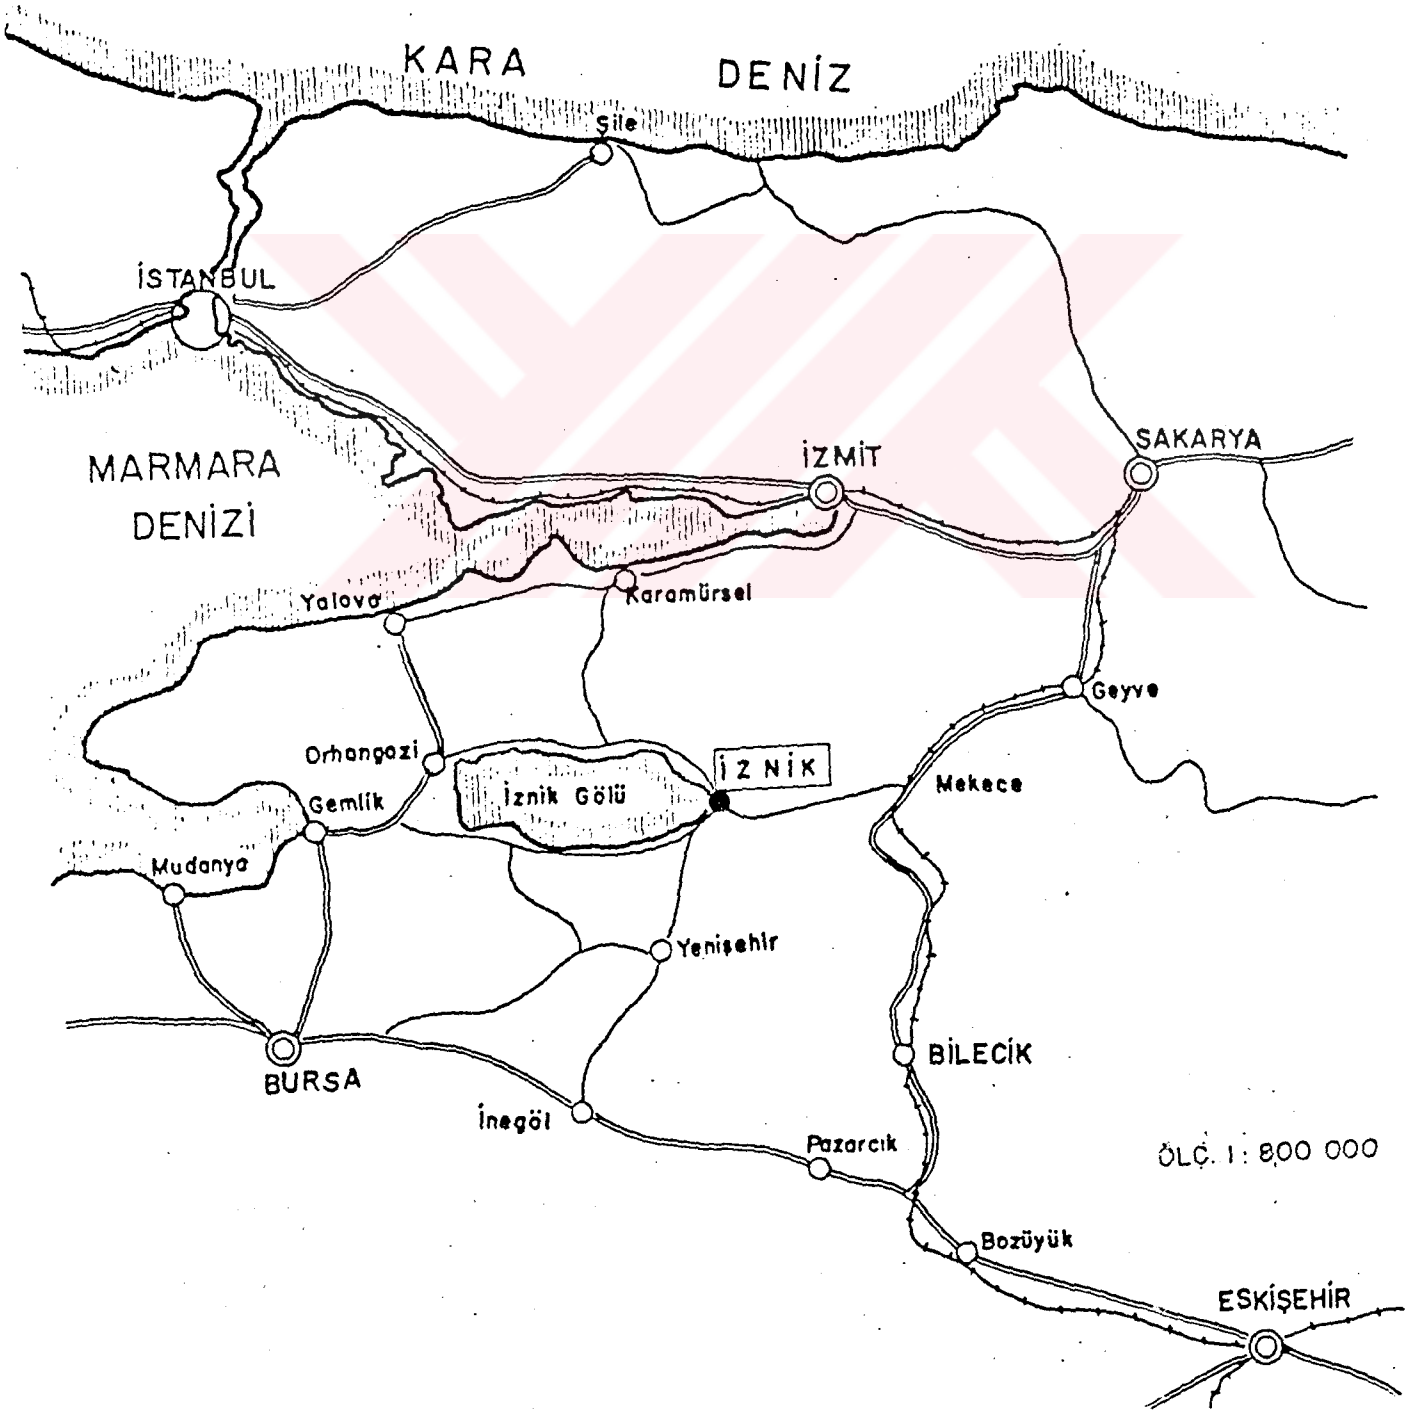 KARA DENİZ
Şile
İSTANBUL
MARMARA
DENİZİ
İZMİT
SAKARYA
Yalova
Karamürsel
Geyve
Orhangazi
İZNİK
İznik Gölü
Mekece
Gemlik
Mudanya
Yenişehir
BİLECİK
BURSA
İnegöl
Pazarcık
ÖLÇ. 1: 800 000
Bozüyük
ESKİŞEHİR